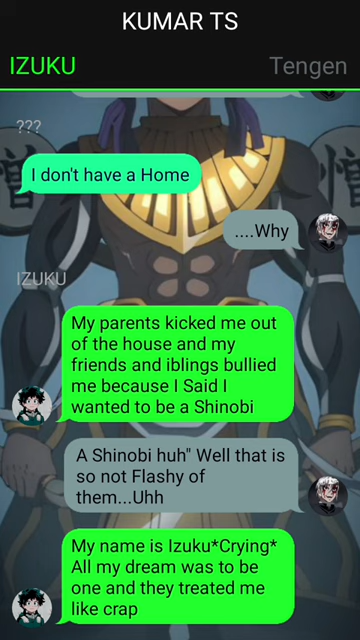 KUMAR TS
IZUKU Tengen
???
I don't have a Home
....Why
IZUKU
My parents kicked me out
of the house and my
friends and iblings bullied
me because I Said I
wanted to be a Shinobi
A Shinobi huh" Well that is
so not Flashy of
them...Uhh
My name is Izuku*Crying*
All my dream was to be
one and they treated me
like crap